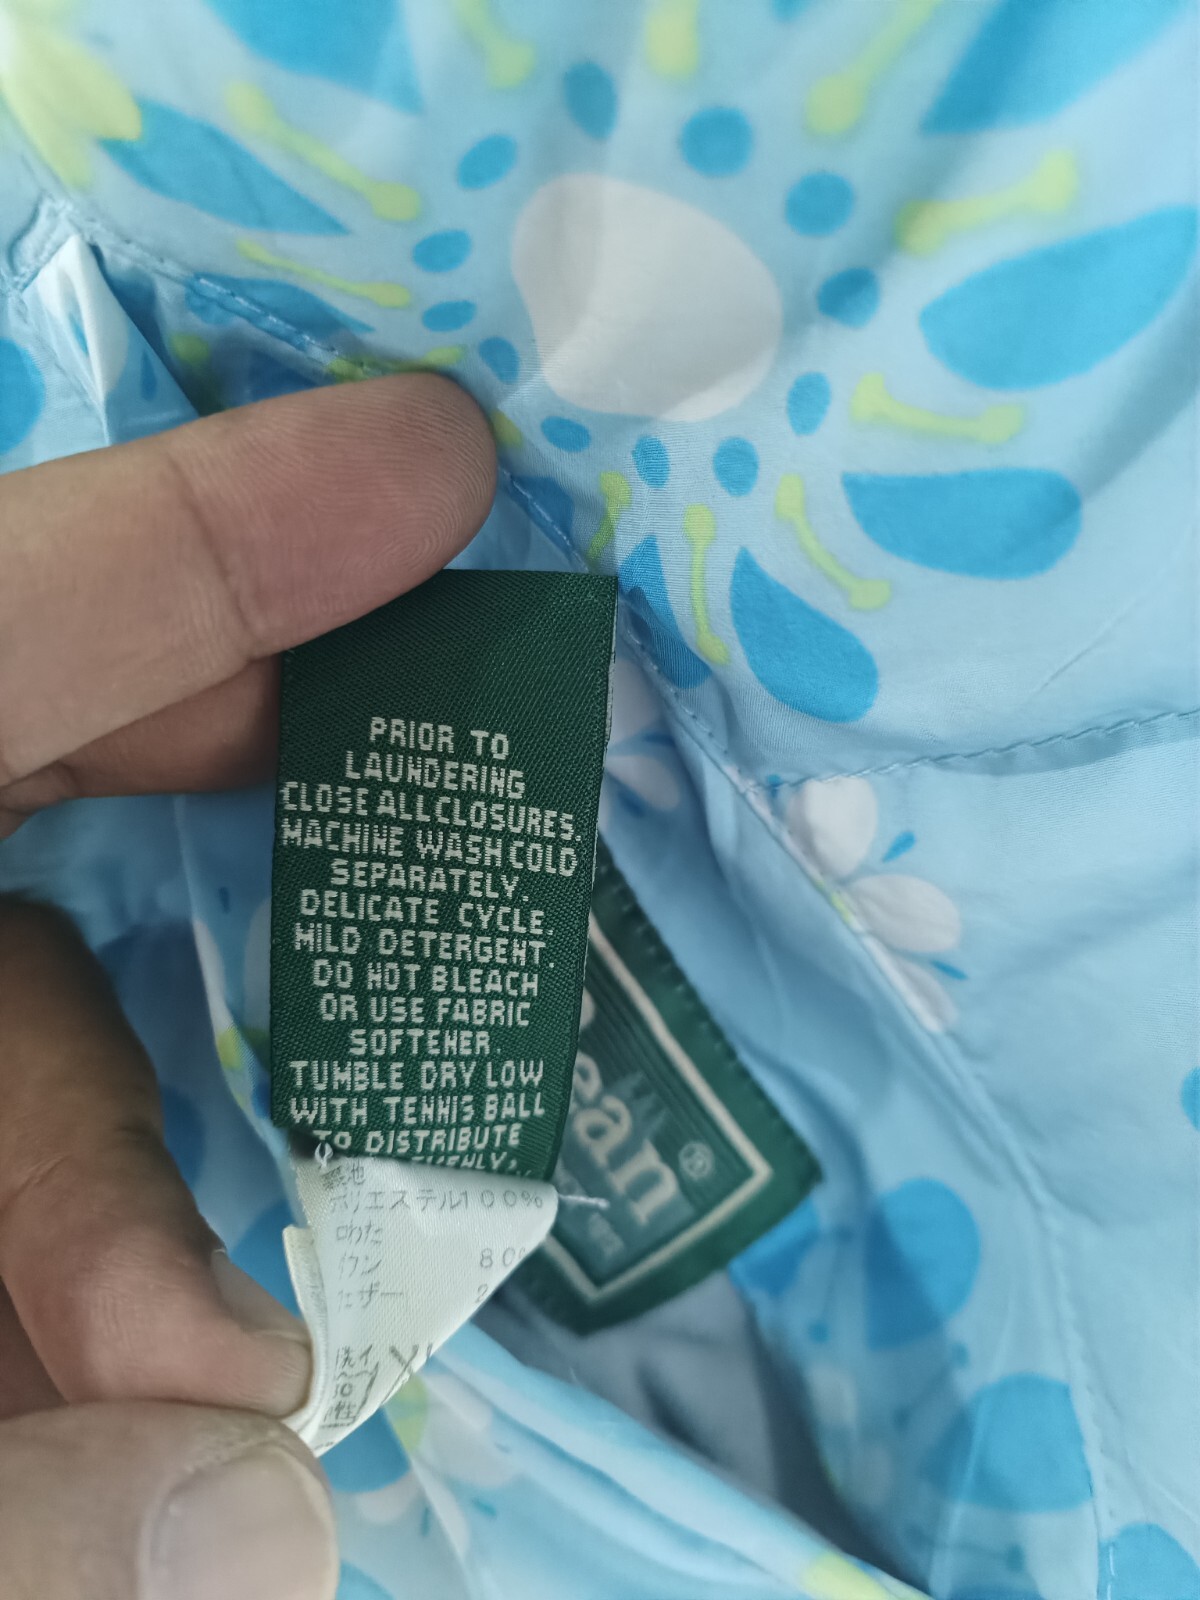 PRIOR TO
LAUNDERING
CLOSE ALL CLOSURES.
MACHINE WASH COLD
SEPARATELY.
DELICATE CYCLE.
MILD DETERGENT.
DO NOT BLEACH
OR USE FABRIC
SOFTENER.
TUMBLE DRY LOW
WITH TENNIS BALL
TO DISTRIBUTE
ポリエステル100%
80
ean ®